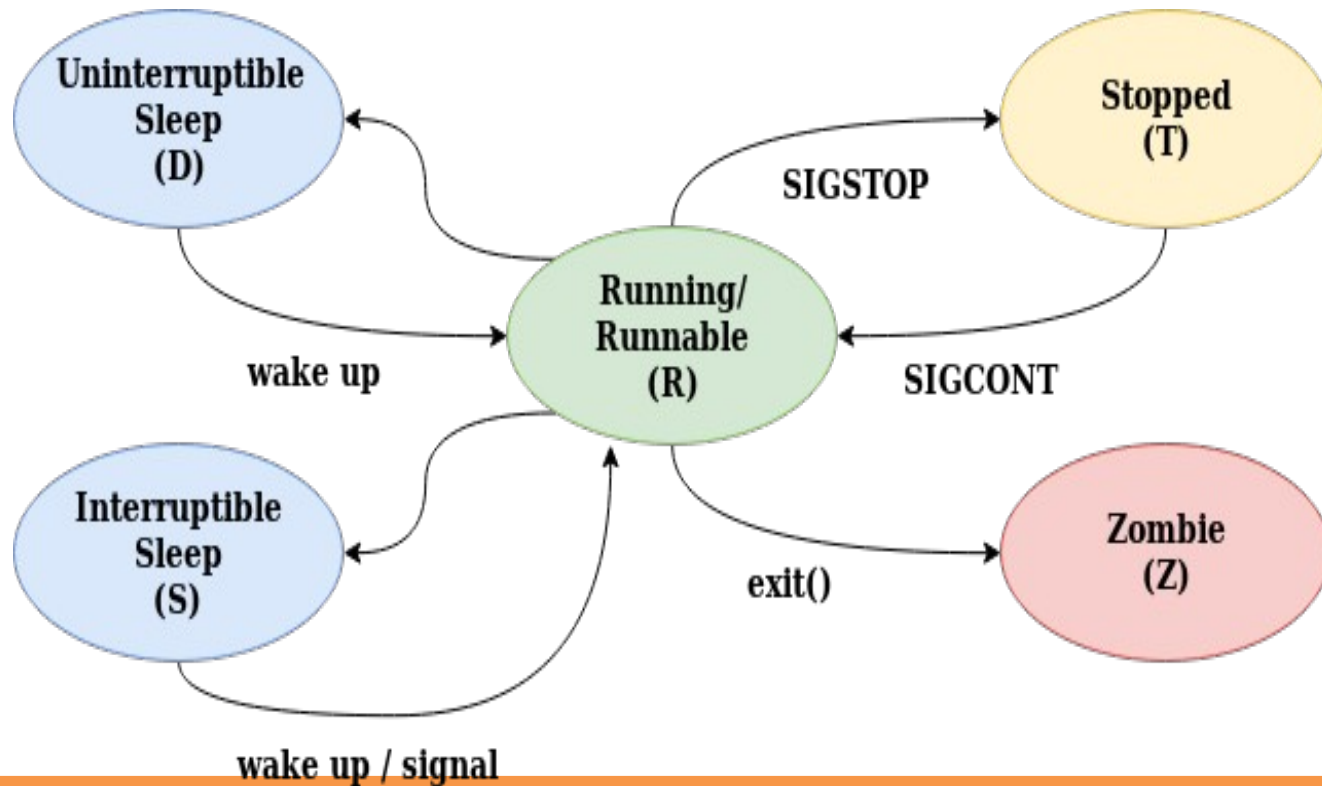 Uninterruptible
Sleep
(D)
Stopped
(T)
SIGSTOP
Running/
Runnable
(R)
wake up
SIGCONT
Interruptible
Sleep
(S)
Zombie
(Z)
exit()
wake up / signal